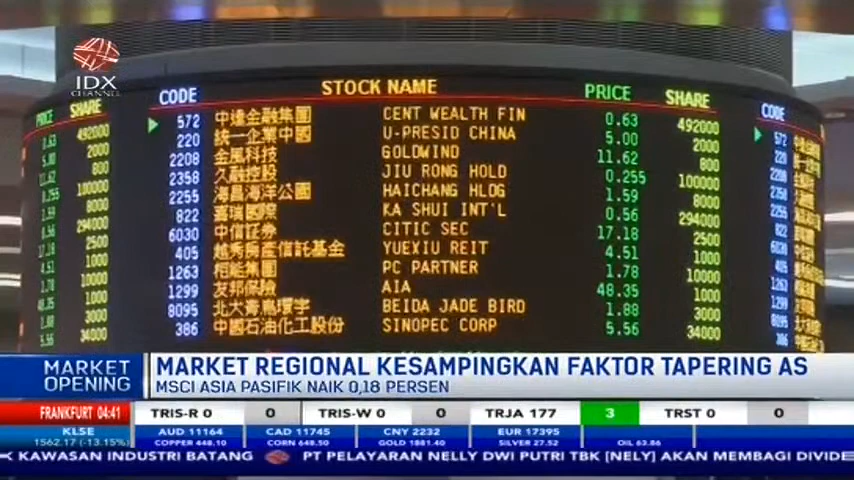 IDX
CHANNEL
CODE STOCK NAME PRICE SHARE
572 中達金融集團 CENT WEALTH FIN 0.63 492000
220 統一企業中國 U-PRESID CHINA 5.00 2000
2208 金風科技 GOLDWIND 11.62 800
2358 久融控股 JIU RONG HOLD 0.255 100000
2255 海昌海洋公園 HAICHANG HLDG 1.59 8000
822 嘉瑞國際 KA SHUI INT'L 0.56 294000
6030 中信証券 CITIC SEC 17.18 2500
405 越秀房產信託基金 YUEXIU REIT 4.51 1000
1263 栢能集團 PC PARTNER 1.78 10000
1299 友邦保險 AIA 48.35 1000
8095 北大青鳥環宇 BEIDA JADE BIRD 1.88 3000
386 中國石油化工股份 SINOPEC CORP 5.56 34000
MARKET
OPENING
MARKET REGIONAL KESAMPINGKAN FAKTOR TAPERING AS
MSCI ASIA PASIFIK NAIK 0,18 PERSEN
FRANKFURT 04:41 TRIS-R 0 0 TRIS-W 0 0 TRJA 177 3 TRST 0 0
KLSE AUD 11164 CAD 11745 CNY 2232 EUR 17395
1562.17 (-13.15%) COPPER 448.10 CORN 648.50 GOLD 1881.40 SILVER 27.52 OIL 63.86
K KAWASAN INDUSTRI BATANG PT PELAYARAN NELLY DWI PUTRI TBK (NELY) AKAN MEMBAGI DIVIDE